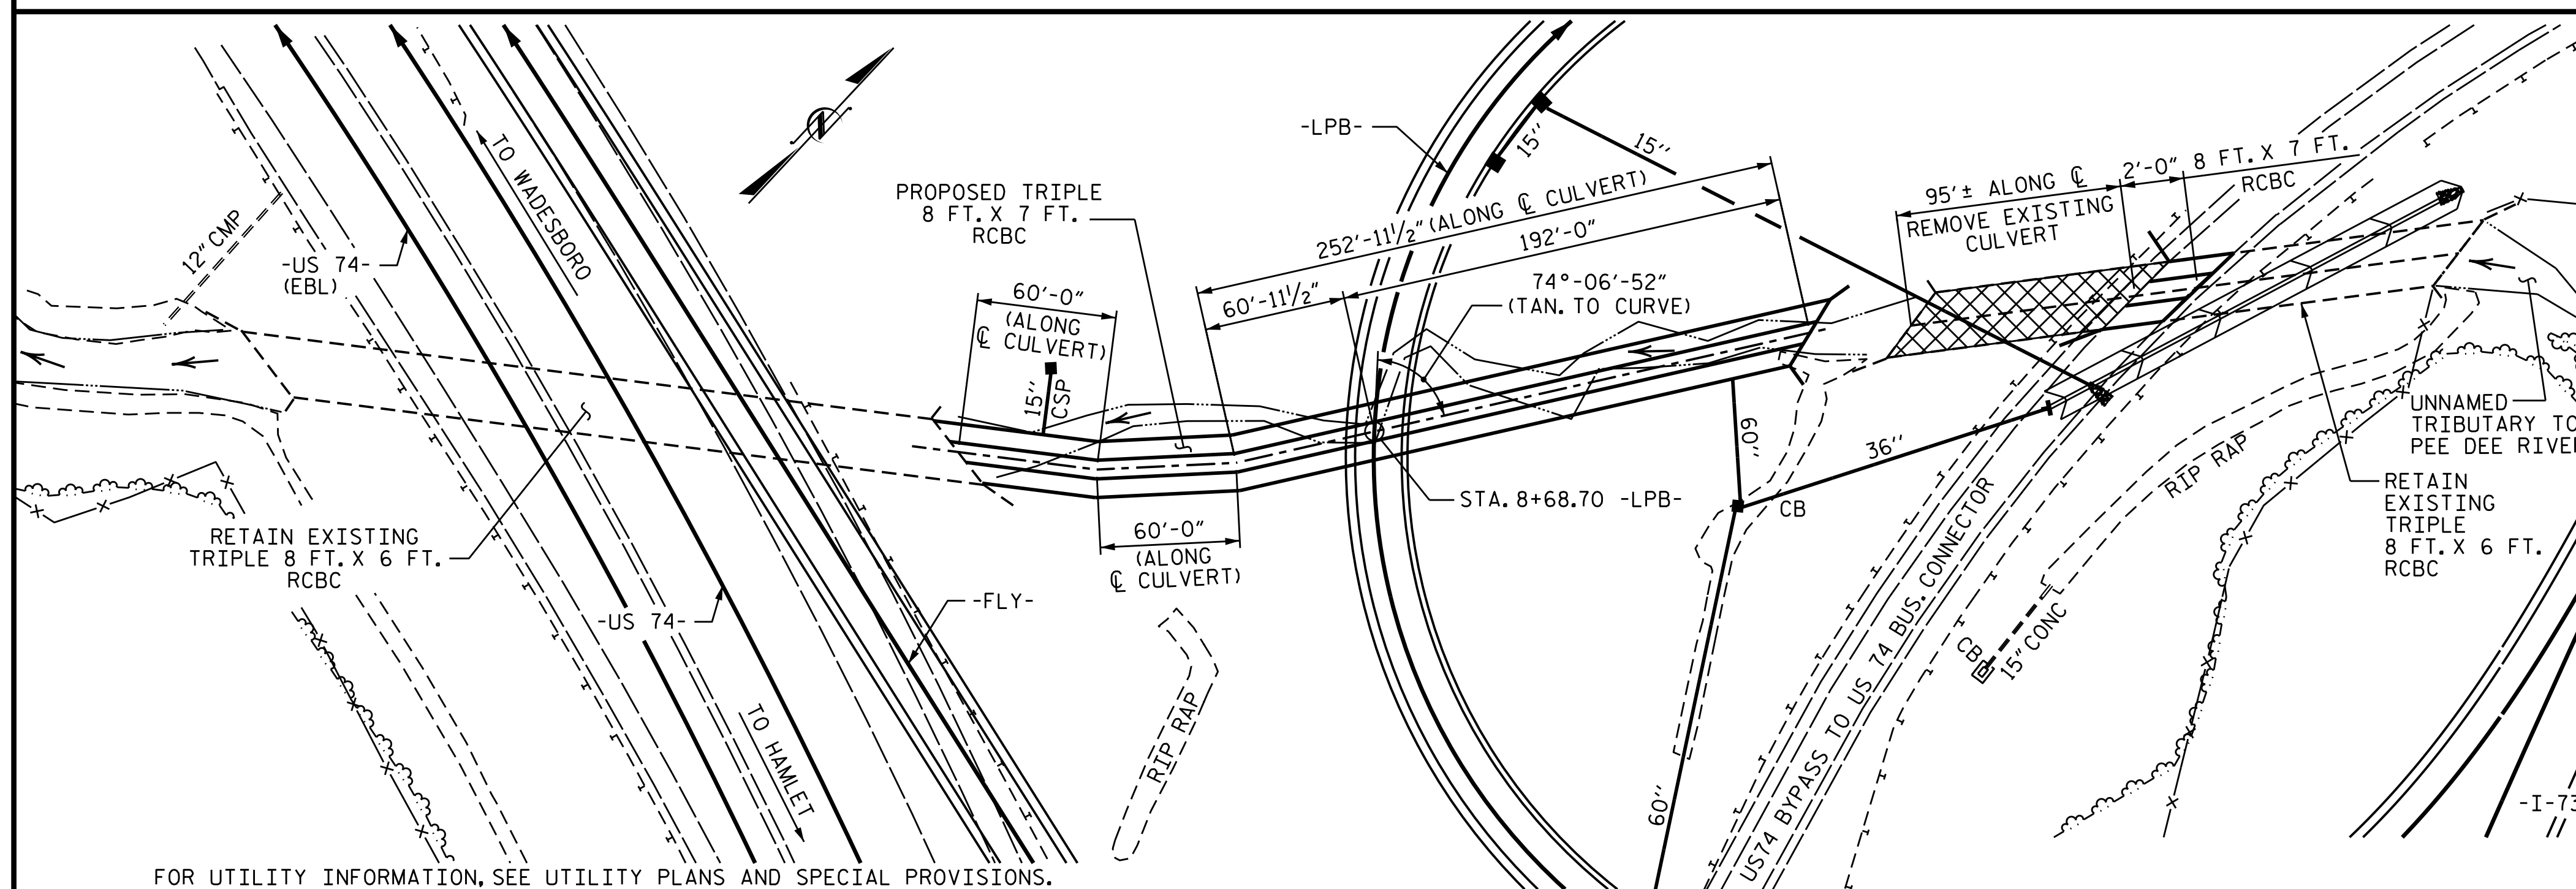 -LPB-
15″
15″
TO WADESBORO
PROPOSED TRIPLE
8 FT. X 7 FT.
RCBC
252′-11½″ (ALONG ℄ CULVERT)
192′-0″
60′-11½″
95′± ALONG ℄
REMOVE EXISTING
CULVERT
2′-0″
8 FT. X 7 FT.
RCBC
12″ CMP
-US 74-
(EBL)
60′-0″
(ALONG
℄ CULVERT)
15″
CSP
74°-06′-52″
(TAN. TO CURVE)
60″
36″
CB
STA. 8+68.70 -LPB-
UNNAMED
TRIBUTARY TO
PEE DEE RIVER
RIP RAP
RETAIN
EXISTING
TRIPLE
8 FT. X 6 FT.
RCBC
RETAIN EXISTING
TRIPLE 8 FT. X 6 FT.
RCBC
60′-0″
(ALONG
℄ CULVERT)
-US 74-
-FLY-
TO HAMLET
RIP RAP
60″
US74 BYPASS TO US 74 BUS. CONNECTOR
CB
15″ CONC
-I-73
FOR UTILITY INFORMATION, SEE UTILITY PLANS AND SPECIAL PROVISIONS.